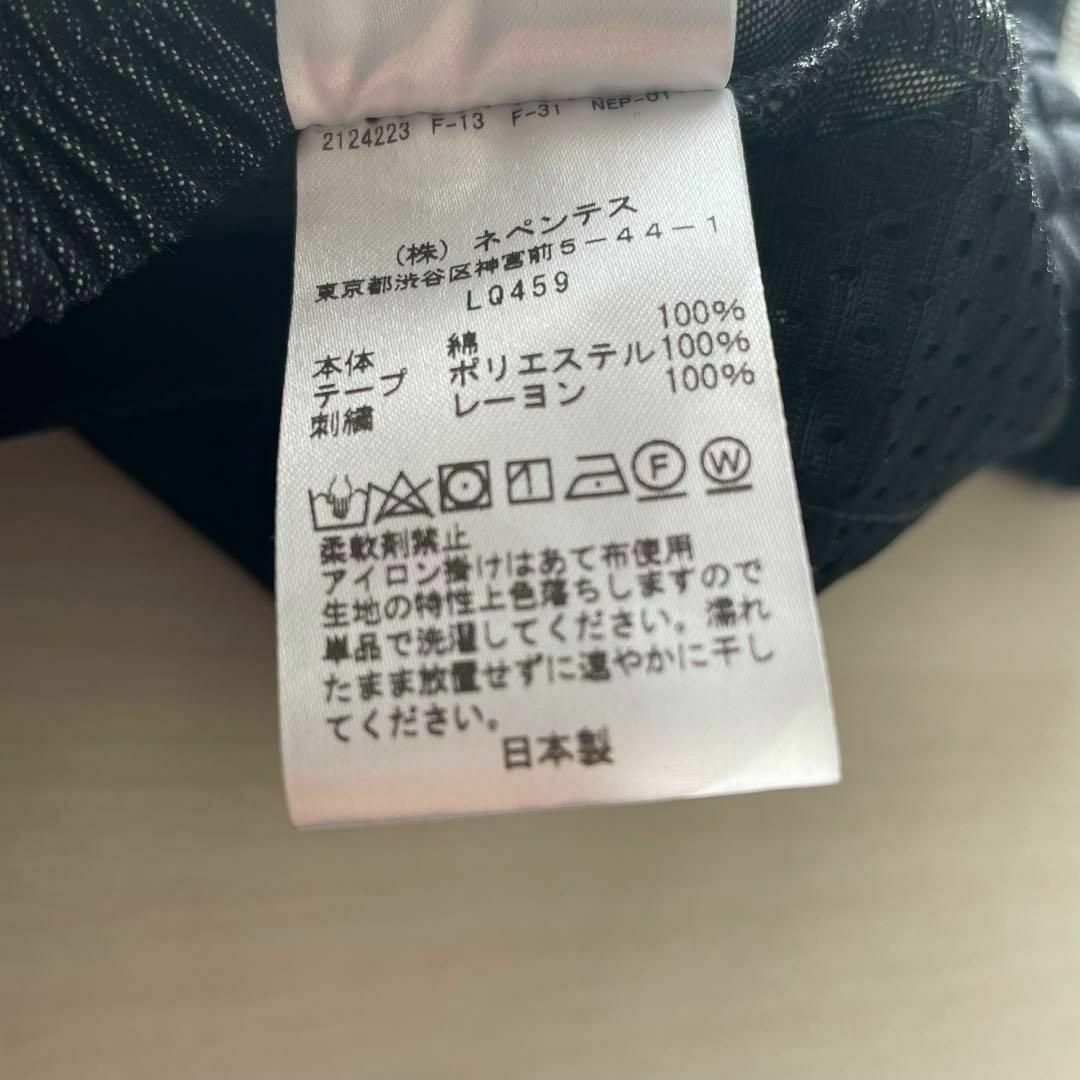 2124223 F-13 F-31 NEP-01
(株) ネペンテス
東京都渋谷区神宮前5-44-1
LQ459
本体 綿 100%
テープ ポリエステル100%
刺繍 レーヨン 100%
F W
柔軟剤禁止
アイロン掛けはあて布使用
生地の特性上色落ちしますので
単品で洗濯してください。濡れ
たまま放置せずに速やかに干し
てください。
日本製